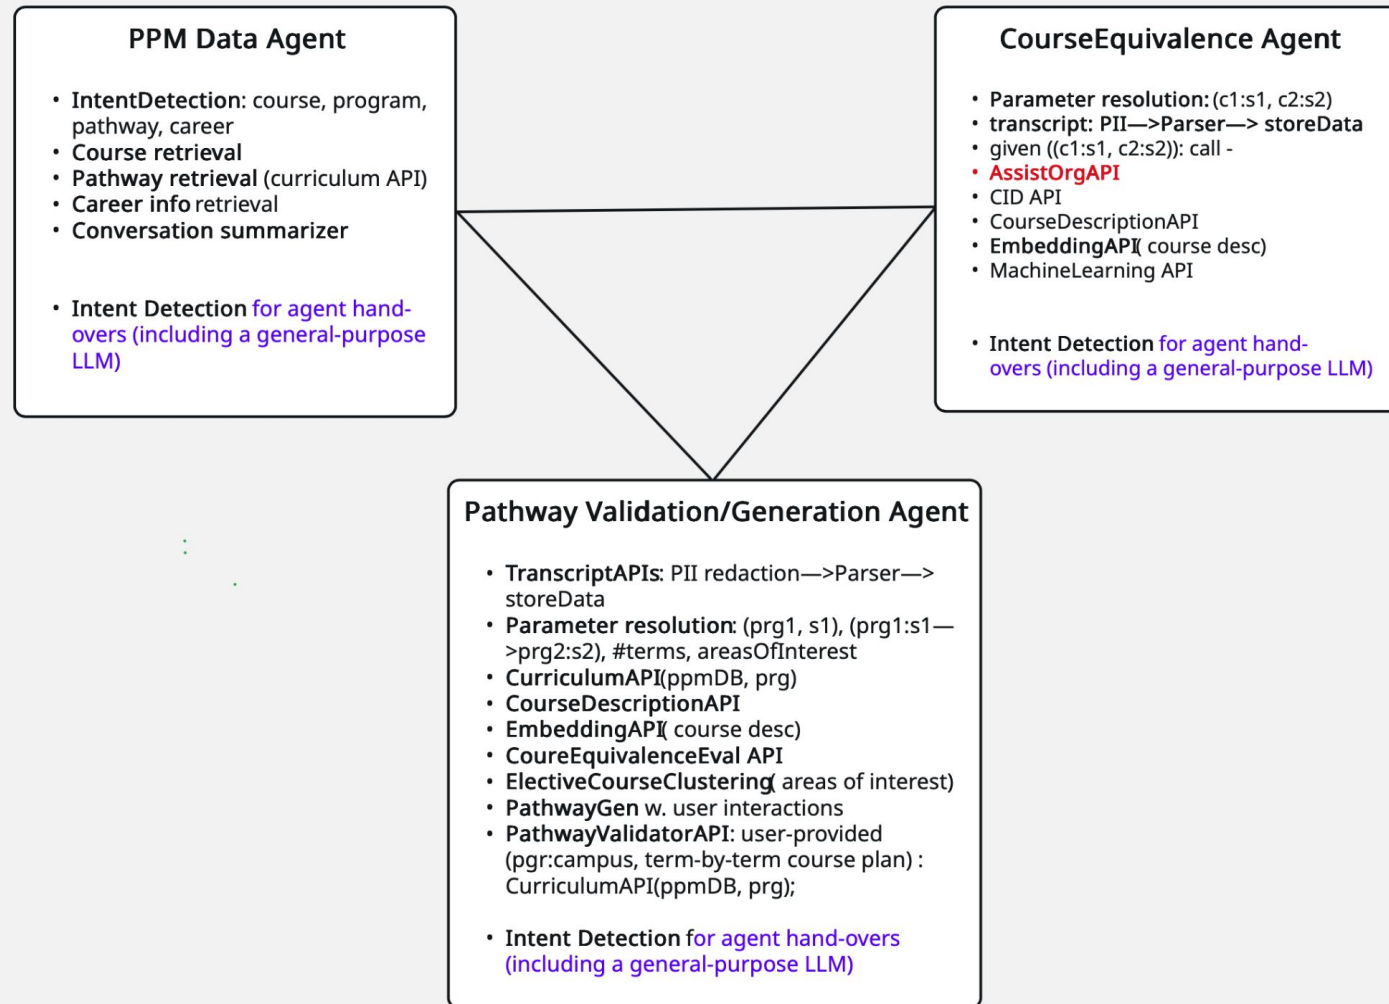 PPM Data Agent
• IntentDetection: course, program,
pathway, career
• Course retrieval
• Pathway retrieval (curriculum API)
• Career info retrieval
• Conversation summarizer
• Intent Detection for agent hand-
overs (including a general-purpose
LLM)
CourseEquivalence Agent
• Parameter resolution: (c1:s1, c2:s2)
• transcript: PII—>Parser—> storeData
• given ((c1:s1, c2:s2)): call -
• AssistOrgAPI
• CID API
• CourseDescriptionAPI
• EmbeddingAPI( course desc)
• MachineLearning API
• Intent Detection for agent hand-
overs (including a general-purpose LLM)
Pathway Validation/Generation Agent
• TranscriptAPIs: PII redaction—>Parser—>
storeData
• Parameter resolution: (prg1, s1), (prg1:s1—
>prg2:s2), #terms, areasOfInterest
• CurriculumAPI(ppmDB, prg)
• CourseDescriptionAPI
• EmbeddingAPI( course desc)
• CoureEquivalenceEval API
• ElectiveCourseClustering( areas of interest)
• PathwayGen w. user interactions
• PathwayValidatorAPI: user-provided
(pgr:campus, term-by-term course plan) :
CurriculumAPI(ppmDB, prg);
• Intent Detection for agent hand-overs
(including a general-purpose LLM)